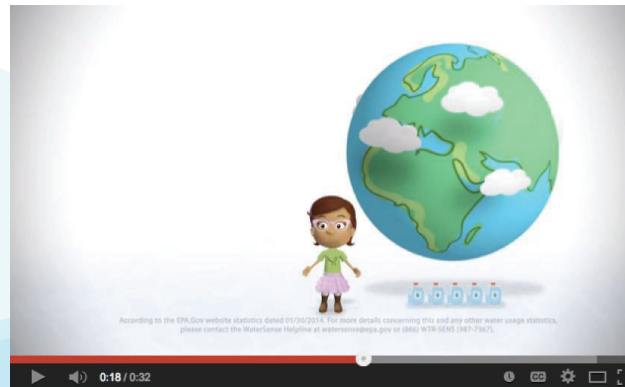 According to the EPA.Gov website statistics dated 01/30/2014. For more details concerning this and any other water usage statistics,
please contact the WaterSense Helpline at watersense@epa.gov or (866) WTR-SENS (987-7367).
0:18 / 0:32
CC